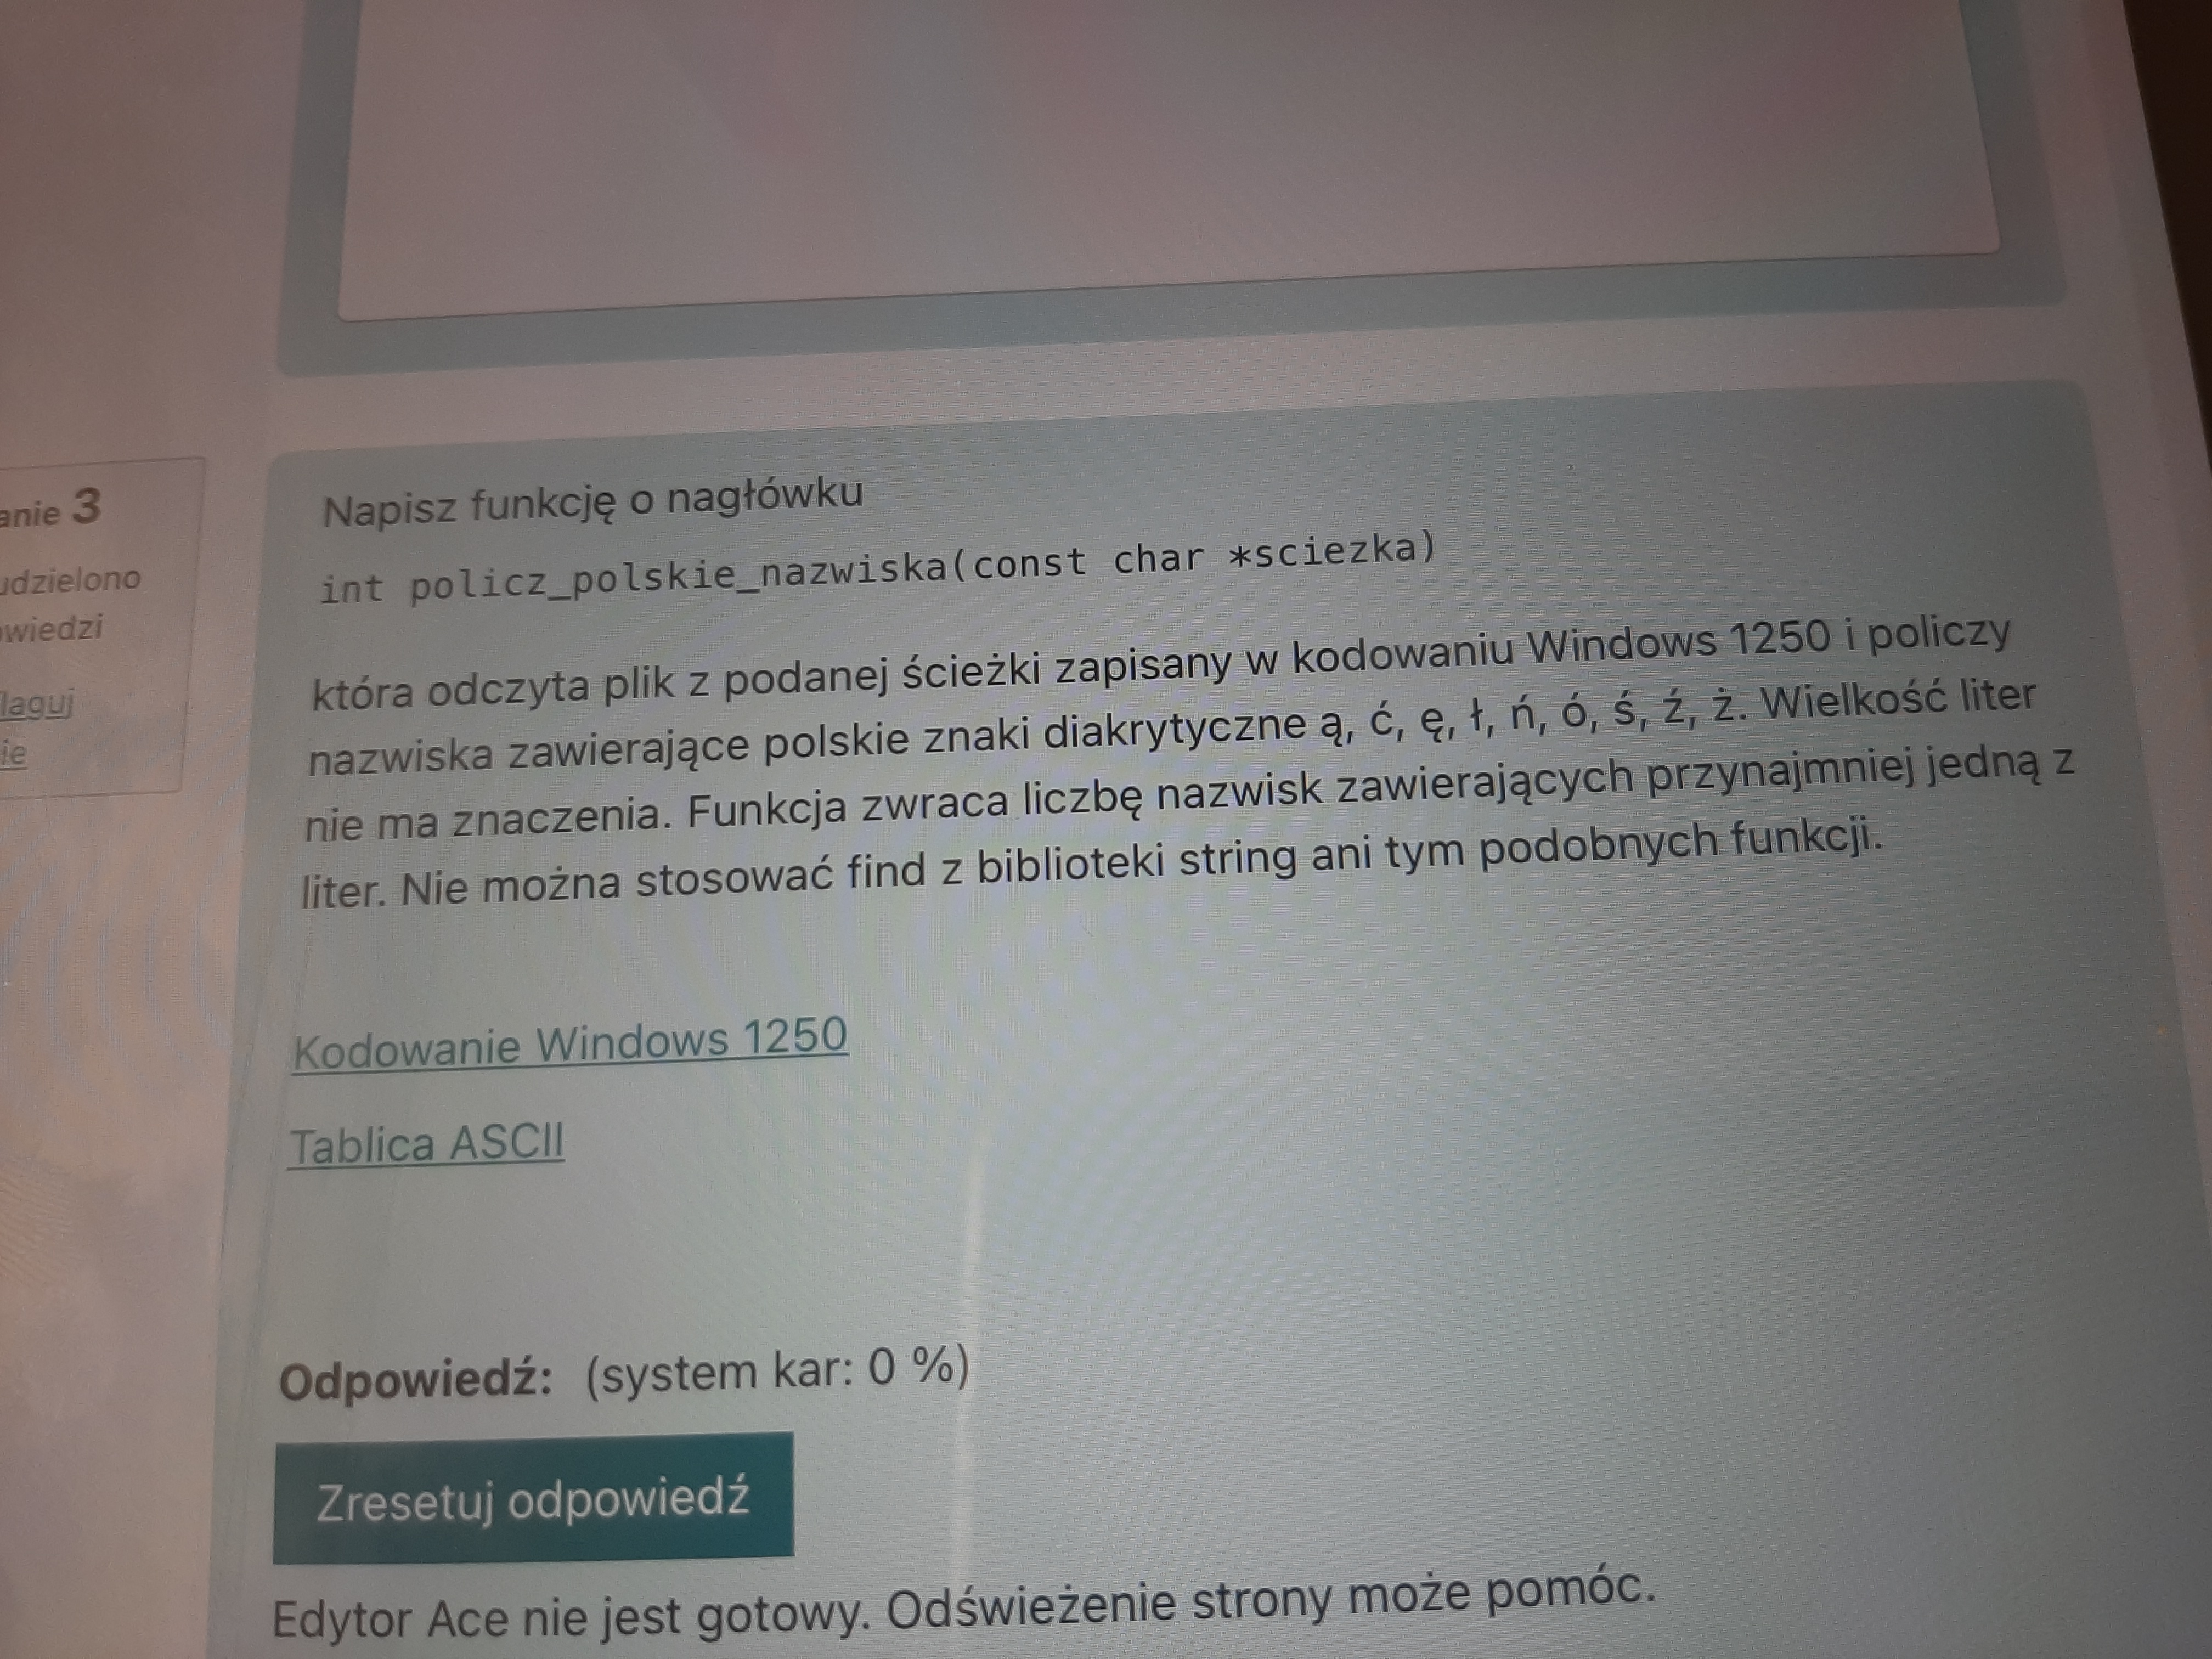 anie 3
udzielono
wiedzi
laguj
ie
Napisz funkcję o nagłówku
int policz_polskie_nazwiska(const char *sciezka)
która odczyta plik z podanej ścieżki zapisany w kodowaniu Windows 1250 i policzy
nazwiska zawierające polskie znaki diakrytyczne ą, ć, ę, ł, ń, ó, ś, ź, ż. Wielkość liter
nie ma znaczenia. Funkcja zwraca liczbę nazwisk zawierających przynajmniej jedną z
liter. Nie można stosować find z biblioteki string ani tym podobnych funkcji.
Kodowanie Windows 1250
Tablica ASCII
Odpowiedź: (system kar: 0 %)
Zresetuj odpowiedź
Edytor Ace nie jest gotowy. Odświeżenie strony może pomóc.